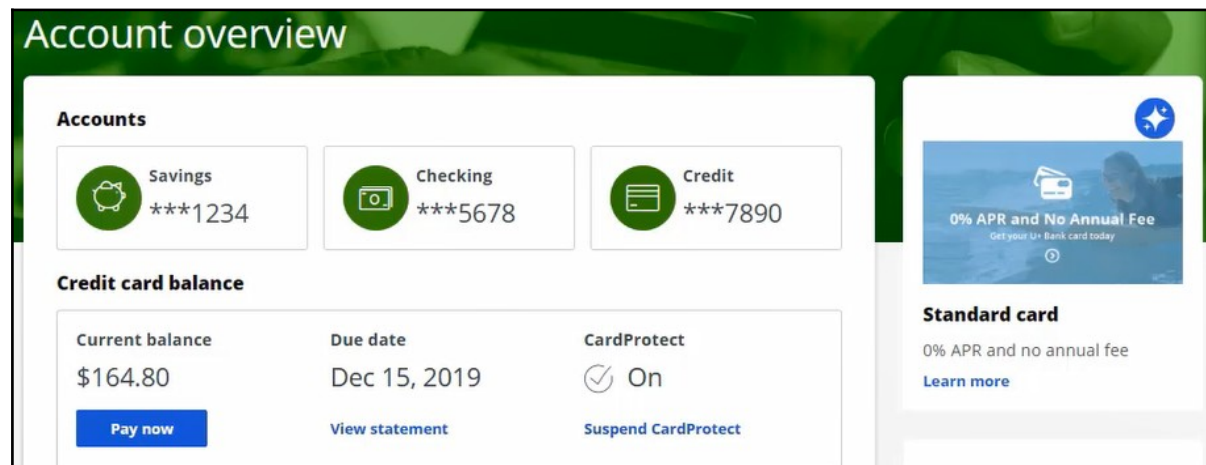 Account overview
Accounts
Savings
***1234
Checking
***5678
Credit
***7890
Credit card balance
Current balance
$164.80
Pay now
Due date
Dec 15, 2019
View statement
CardProtect
On
Suspend CardProtect
0% APR and No Annual Fee
Get your U+ Bank card today
Standard card
0% APR and no annual fee
Learn more